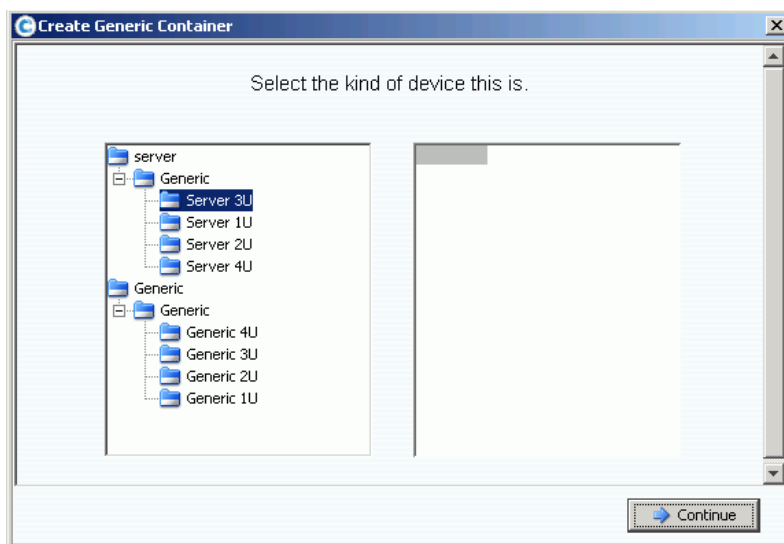 Create Generic Container
Select the kind of device this is.
server
Generic
Server 3U
Server 1U
Server 2U
Server 4U
Generic
Generic
Generic 4U
Generic 3U
Generic 2U
Generic 1U
Continue